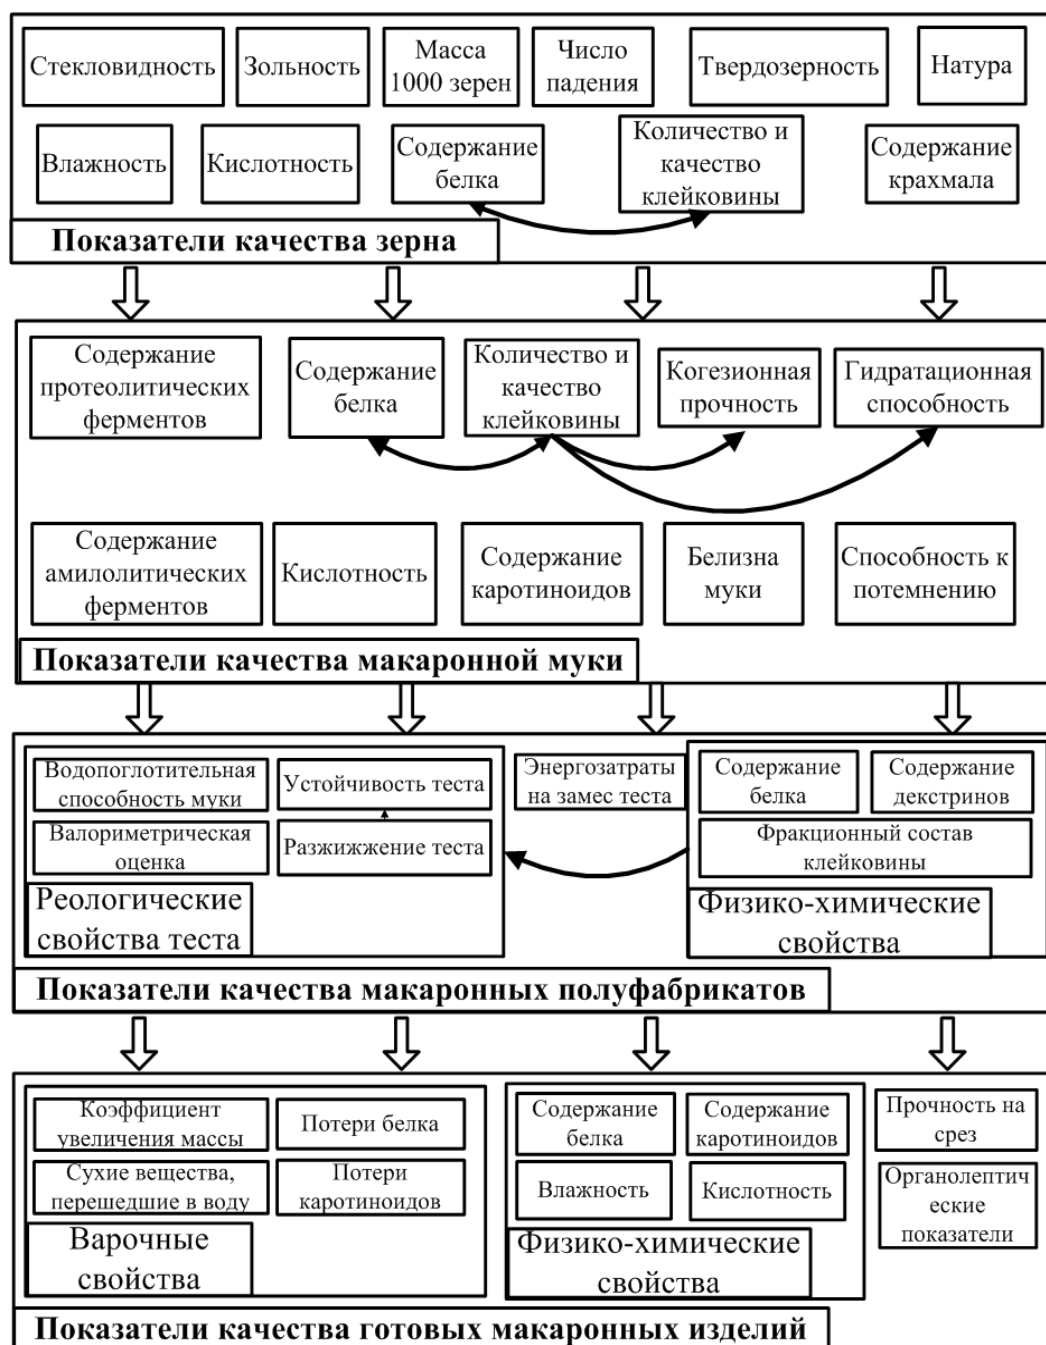 Стекловидность
Зольность
Масса
1000 зерен
Число
падения
Твердозерность
Натура
Влажность
Кислотность
Содержание
белка
Количество и
качество
клейковины
Содержание
крахмала
Показатели качества зерна
Содержание
протеолитических
ферментов
Содержание
белка
Количество и
качество
клейковины
Когезионная
прочность
Гидратационная
способность
Содержание
амилолитических
ферментов
Кислотность
Содержание
каротиноидов
Белизна
муки
Способность к
потемнению
Показатели качества макаронной муки
Водопоглотительная
способность муки
Устойчивость теста
Валориметрическая
оценка
Разжижжение теста
Реологические
свойства теста
Энергозатраты
на замес теста
Содержание
белка
Содержание
декстринов
Фракционный состав
клейковины
Физико-химические
свойства
Показатели качества макаронных полуфабрикатов
Коэффициент
увеличения массы
Потери белка
Сухие вещества,
перешедшие в воду
Потери
каротиноидов
Варочные
свойства
Содержание
белка
Содержание
каротиноидов
Влажность
Кислотность
Физико-химические
свойства
Прочность на
срез
Органолептич
еские
показатели
Показатели качества готовых макаронных изделий